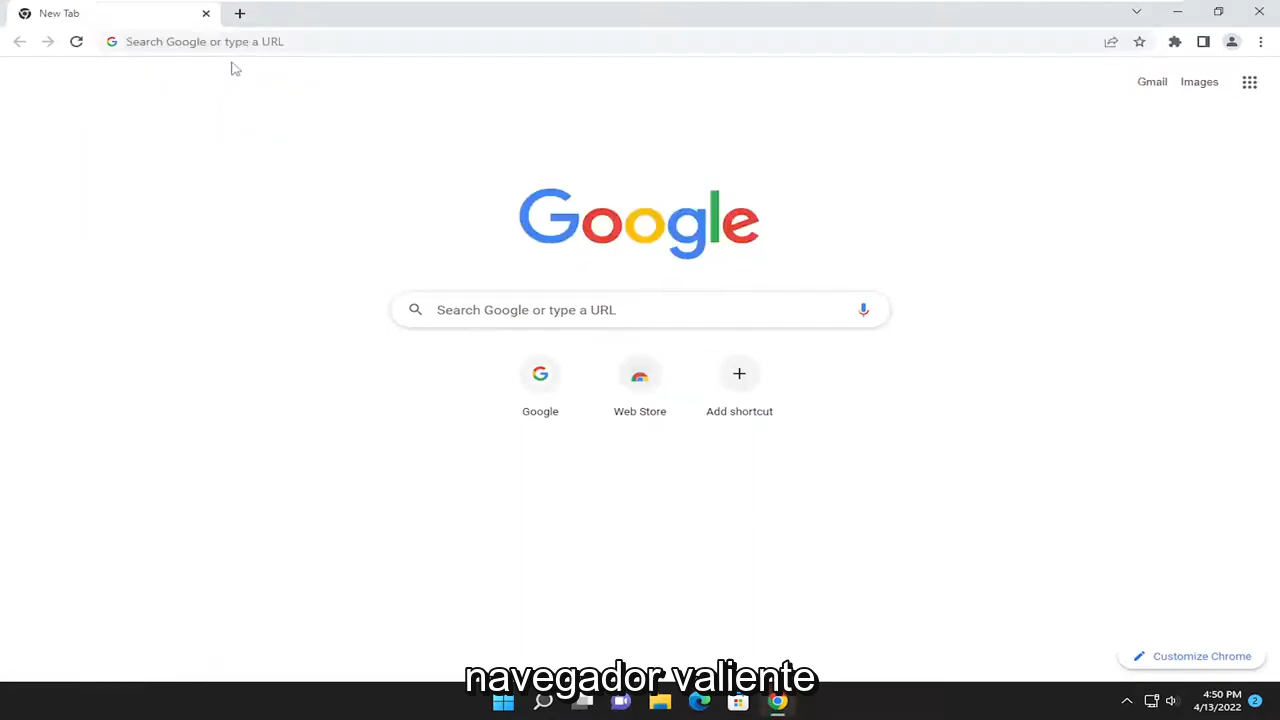 New Tab
Search Google or type a URL
Gmail Images
Google
Search Google or type a URL
Google Web Store Add shortcut
Customize Chrome
navegador valiente
4:50 PM
4/13/2022
2